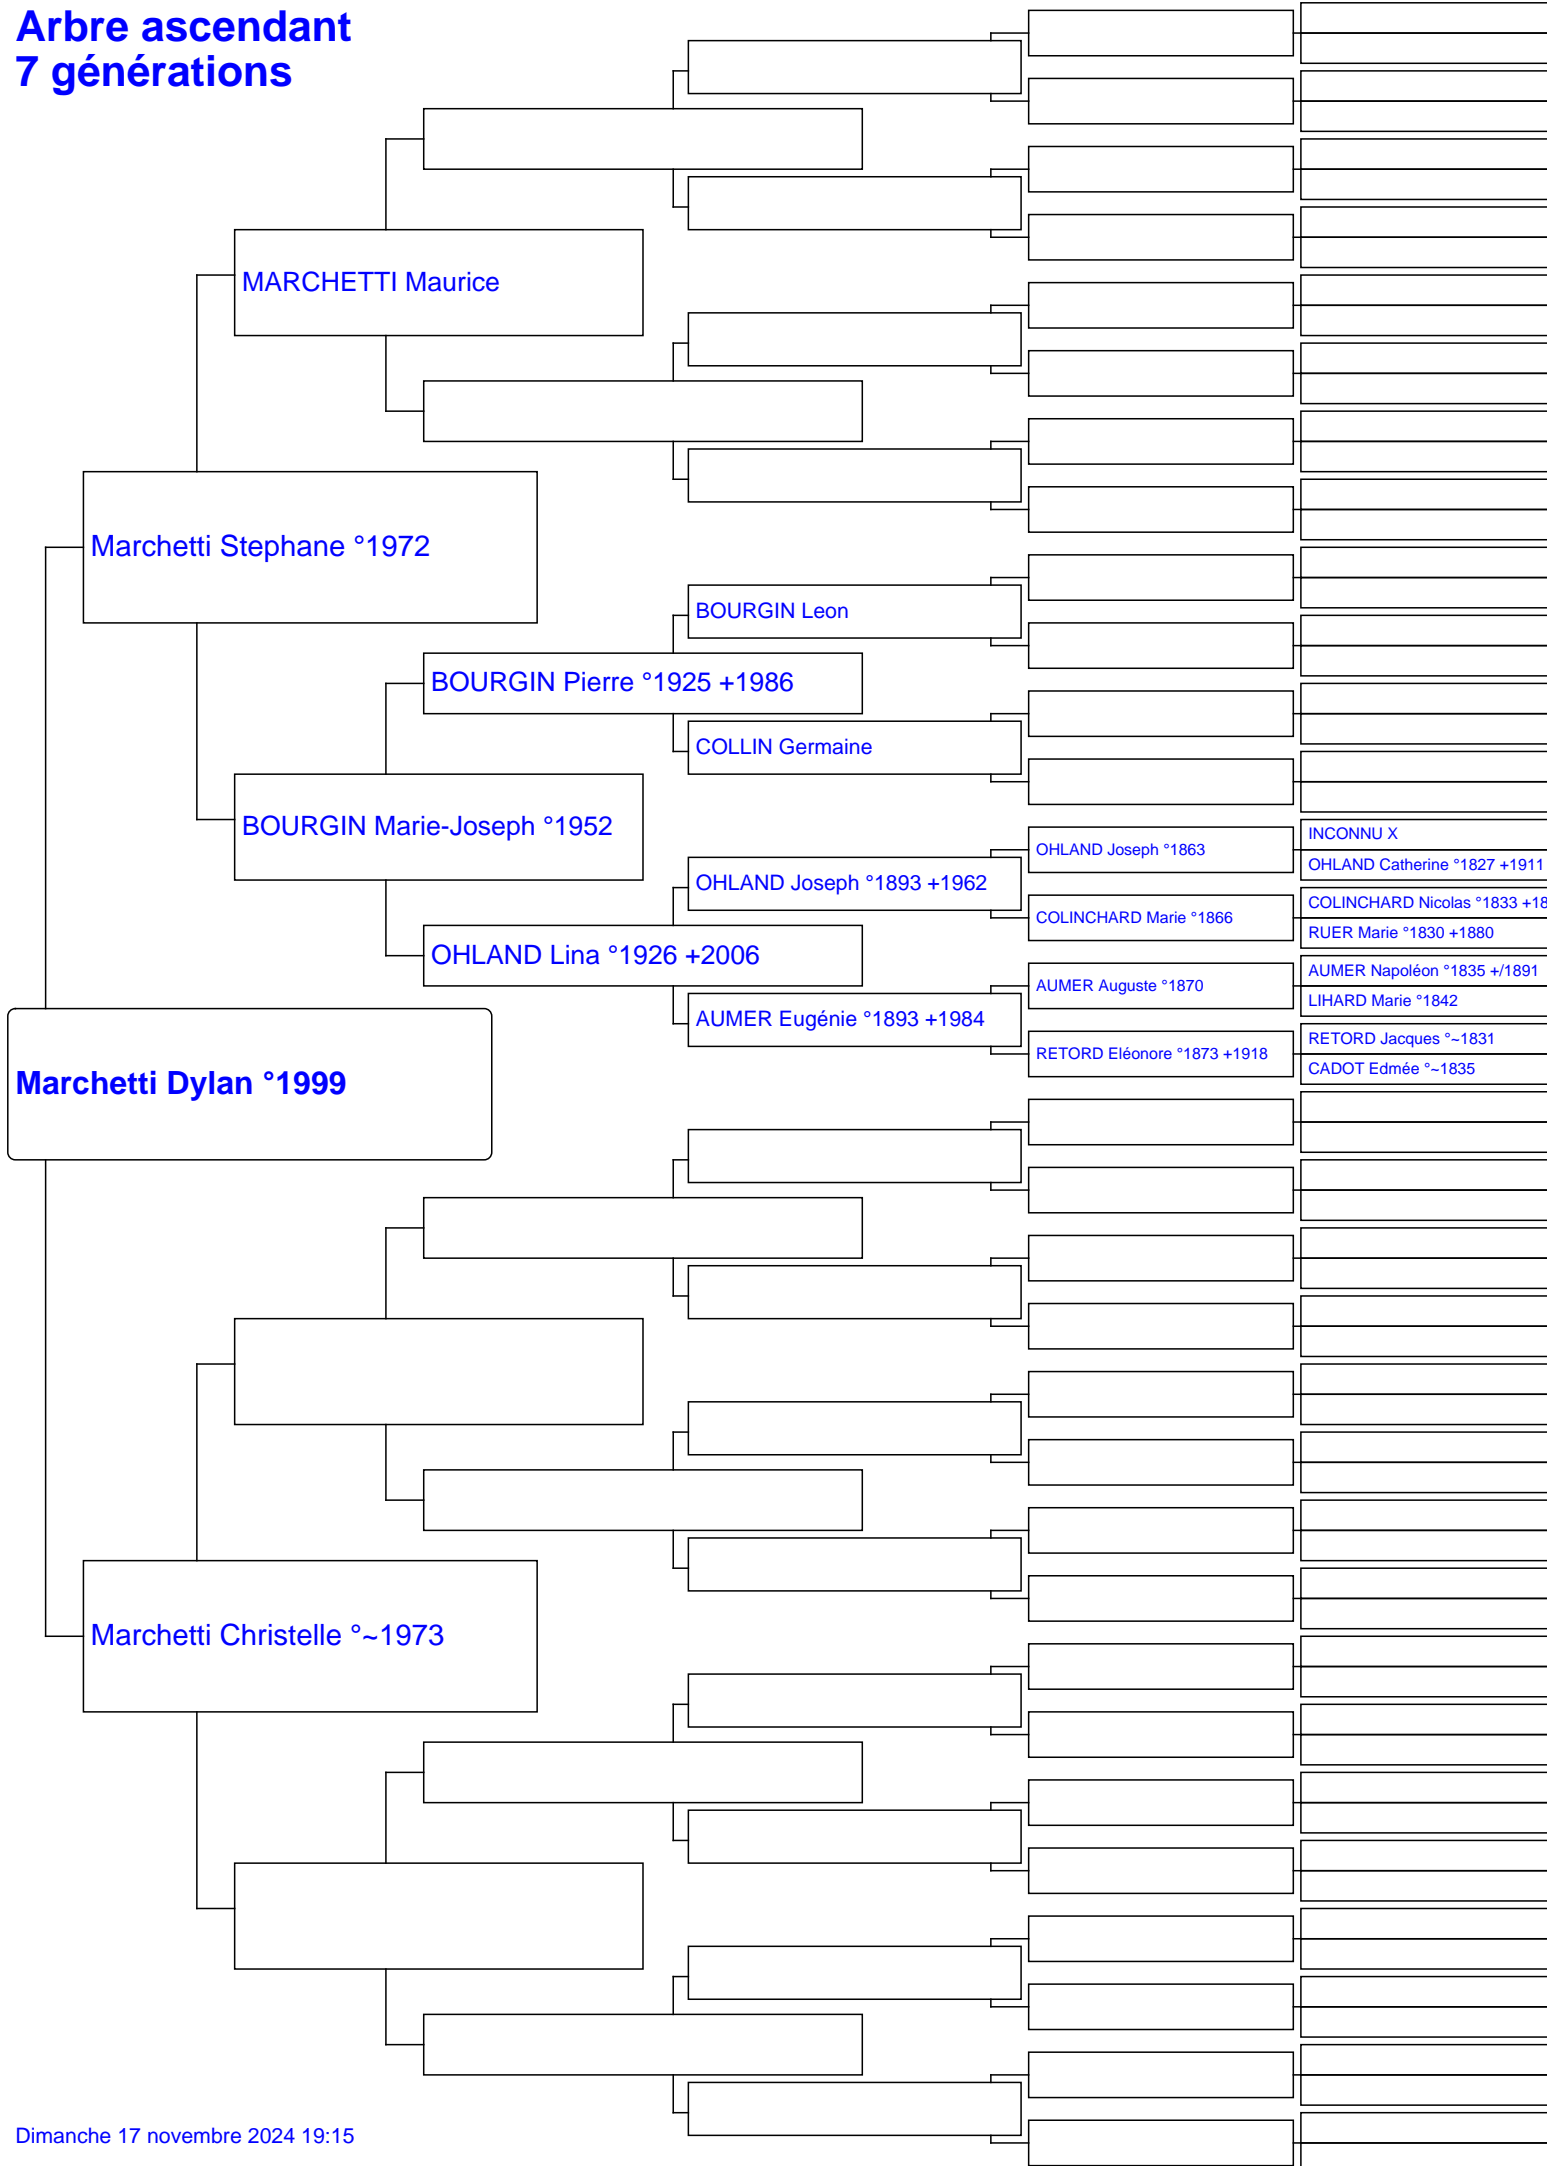 Arbre ascendant
7 générations
MARCHETTI Maurice
Marchetti Stephane °1972
BOURGIN Leon
BOURGIN Pierre °1925 +1986
COLLIN Germaine
BOURGIN Marie-Joseph °1952
INCONNU X
OHLAND Joseph °1863
OHLAND Catherine °1827 +1911
OHLAND Joseph °1893 +1962
COLINCHARD Nicolas °1833 +18
COLINCHARD Marie °1866
RUER Marie °1830 +1880
OHLAND Lina °1926 +2006
AUMER Napoléon °1835 +/1891
AUMER Auguste °1870
LIHARD Marie °1842
AUMER Eugénie °1893 +1984
RETORD Jacques °~1831
RETORD Eléonore °1873 +1918
CADOT Edmée °~1835
Marchetti Dylan °1999
Marchetti Christelle °~1973
Dimanche 17 novembre 2024 19:15